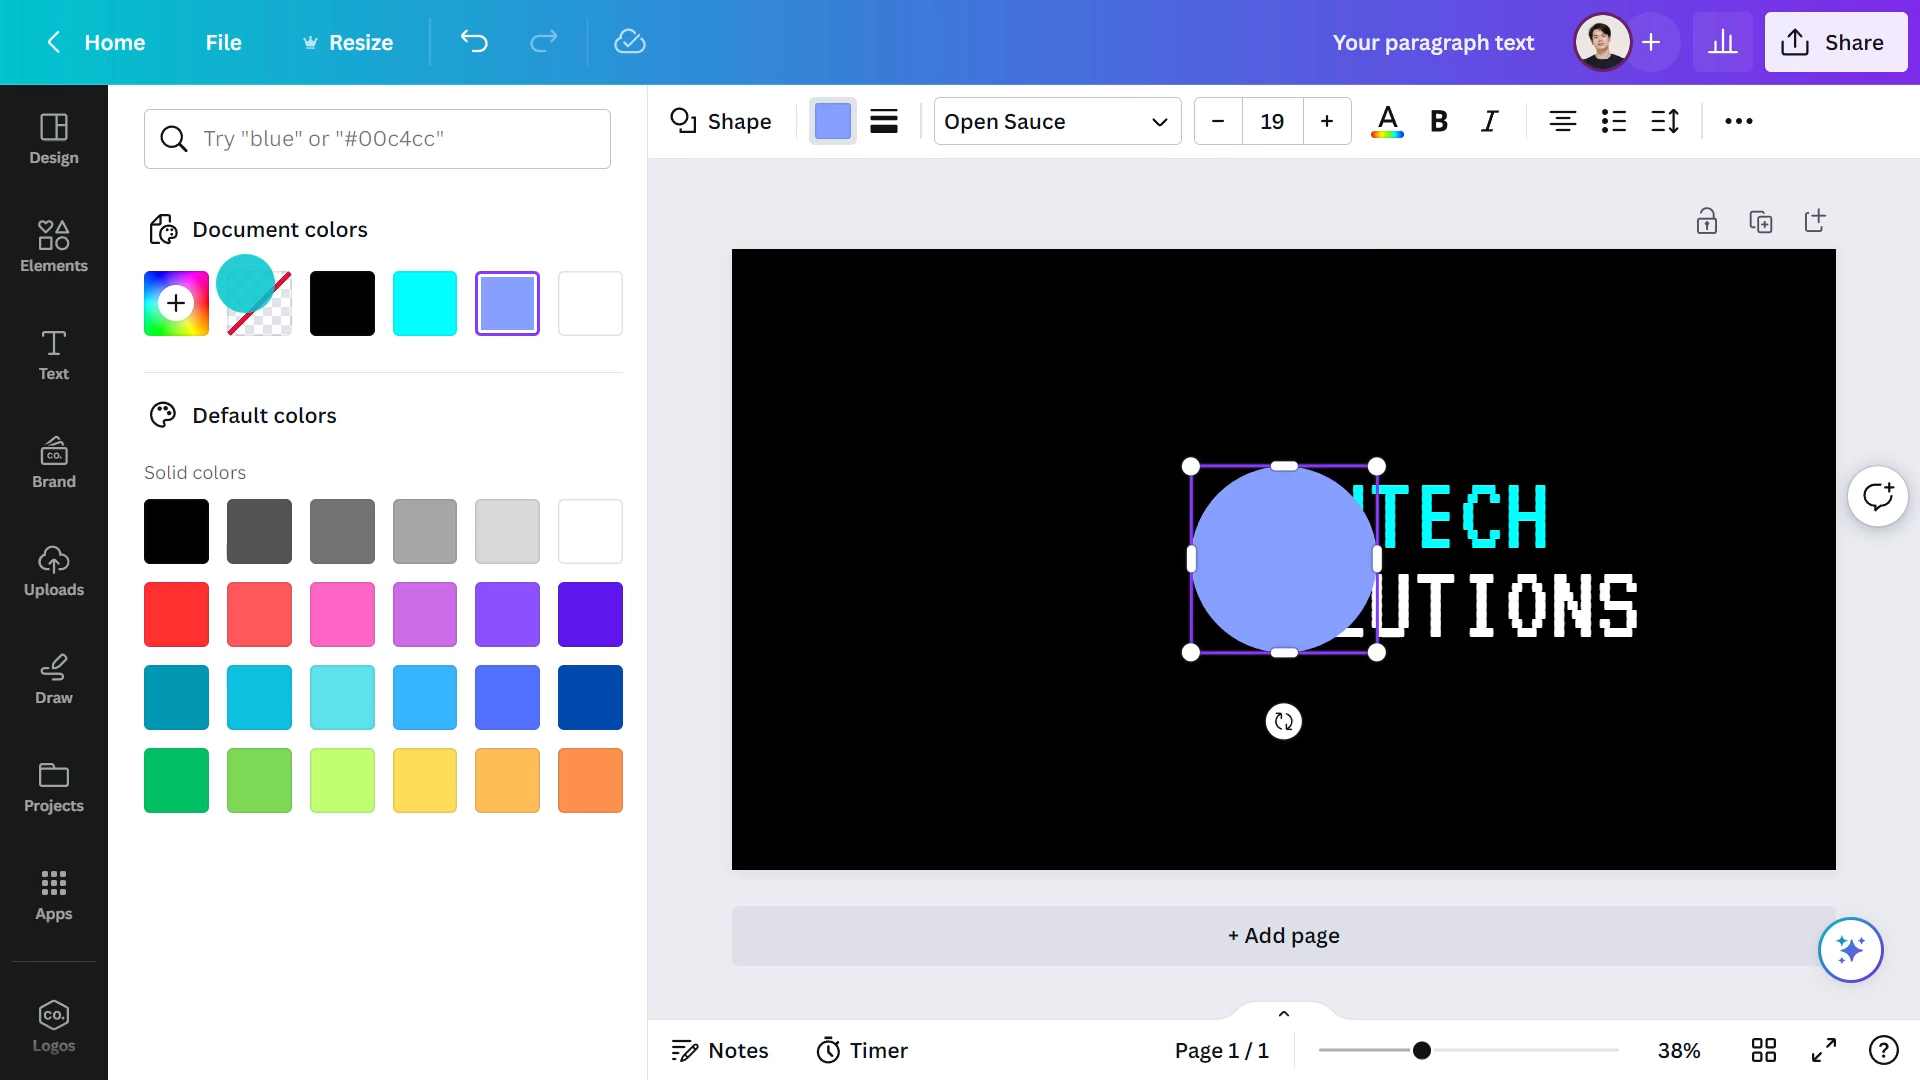 Home
File
Resize
Your paragraph text
Share
Design
Elements
Text
Brand
CO.
Uploads
Draw
Projects
Apps
CO.
Logos
Try "blue" or "#00c4cc"
Document colors
Default colors
Solid colors
Shape
Open Sauce
19
A
B
I
TECH
UTIONS
+ Add page
Notes
Timer
Page 1 / 1
38%